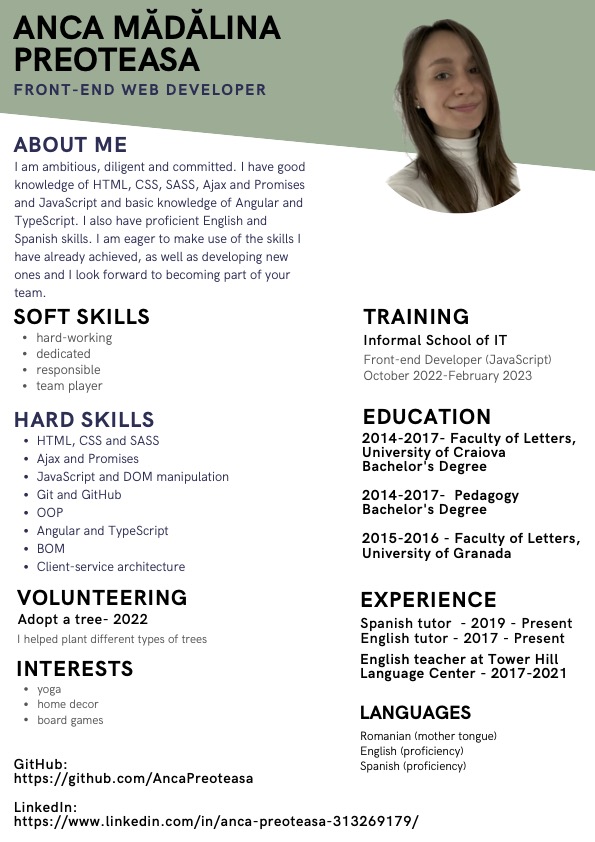 ANCA MĂDĂLINA
PREOTEASA
FRONT-END WEB DEVELOPER
ABOUT ME
I am ambitious, diligent and committed. I have good
knowledge of HTML, CSS, SASS, Ajax and Promises
and JavaScript and basic knowledge of Angular and
TypeScript. I also have proficient English and
Spanish skills. I am eager to make use of the skills I
have already achieved, as well as developing new
ones and I look forward to becoming part of your
team.
SOFT SKILLS
• hard-working
• dedicated
• responsible
• team player
HARD SKILLS
• HTML, CSS and SASS
• Ajax and Promises
• JavaScript and DOM manipulation
• Git and GitHub
• OOP
• Angular and TypeScript
• BOM
• Client-service architecture
VOLUNTEERING
Adopt a tree- 2022
I helped plant different types of trees
INTERESTS
• yoga
• home decor
• board games
GitHub:
https://github.com/AncaPreoteasa
LinkedIn:
https://www.linkedin.com/in/anca-preoteasa-313269179/
TRAINING
Informal School of IT
Front-end Developer (JavaScript)
October 2022-February 2023
EDUCATION
2014-2017- Faculty of Letters,
University of Craiova
Bachelor's Degree
2014-2017- Pedagogy
Bachelor's Degree
2015-2016 - Faculty of Letters,
University of Granada
EXPERIENCE
Spanish tutor - 2019 - Present
English tutor - 2017 - Present
English teacher at Tower Hill
Language Center - 2017-2021
LANGUAGES
Romanian (mother tongue)
English (proficiency)
Spanish (proficiency)